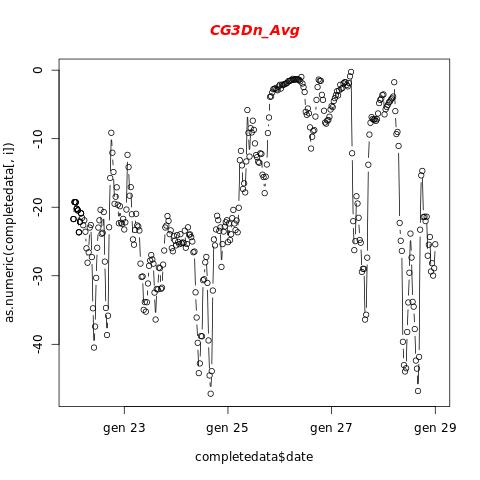 CG3Dn_Avg
0
-10
-20
-30
-40
as.numeric(completedata[, i])
gen 23 gen 25 gen 27 gen 29
completedata$date